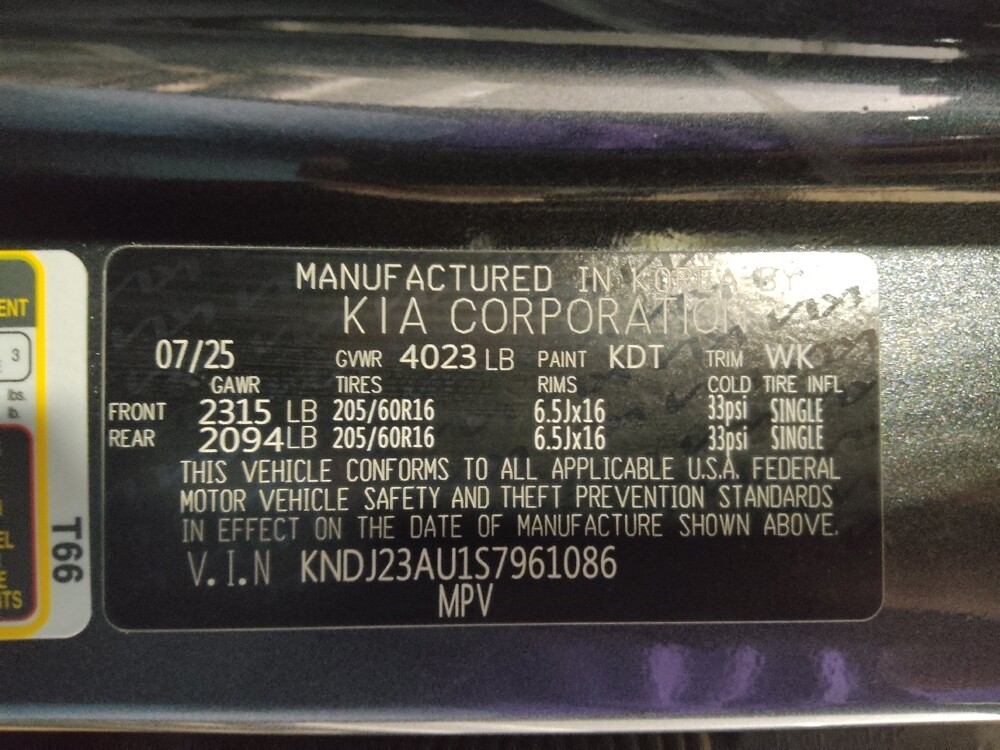 MANUFACTURED IN KOREA BY
KIA CORPORATION
07/25 GVWR 4023 LB PAINT KDT TRIM WK
GAWR TIRES RIMS COLD TIRE INFL
FRONT 2315 LB 205/60R16 6.5Jx16 33psi SINGLE
REAR 2094 LB 205/60R16 6.5Jx16 33psi SINGLE
THIS VEHICLE CONFORMS TO ALL APPLICABLE U.S.A. FEDERAL
MOTOR VEHICLE SAFETY AND THEFT PREVENTION STANDARDS
IN EFFECT ON THE DATE OF MANUFACTURE SHOWN ABOVE.
V.I.N KNDJ23AU1S7961086
MPV
3
lbs.
lb.
T66